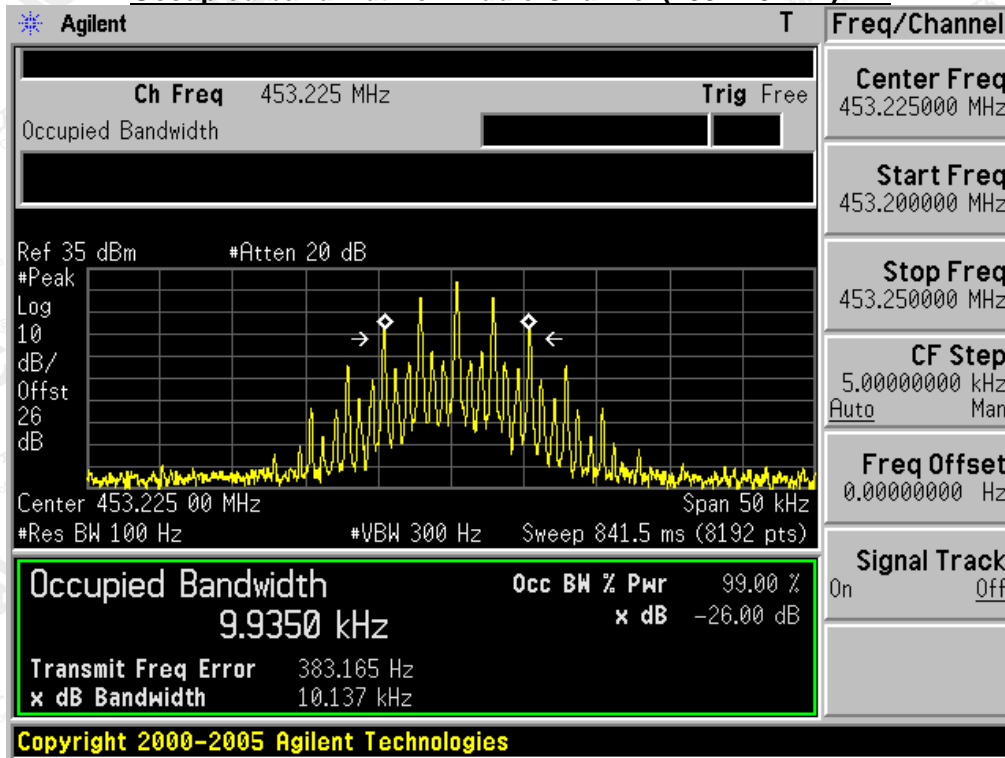 Agilent T Freq/Channel
Ch Freq 453.225 MHz Trig Free
Occupied Bandwidth
Center Freq
453.225000 MHz
Start Freq
453.200000 MHz
Stop Freq
453.250000 MHz
CF Step
5.00000000 kHz
Auto Man
Freq Offset
0.00000000 Hz
Signal Track
On Off
Ref 35 dBm #Atten 20 dB
#Peak
Log
10
dB/
Offst
26
dB
Center 453.225 00 MHz Span 50 kHz
#Res BW 100 Hz #VBW 300 Hz Sweep 841.5 ms (8192 pts)
Occupied Bandwidth Occ BW % Pwr 99.00 %
9.9350 kHz x dB -26.00 dB
Transmit Freq Error 383.165 Hz
x dB Bandwidth 10.137 kHz
Copyright 2000-2005 Agilent Technologies